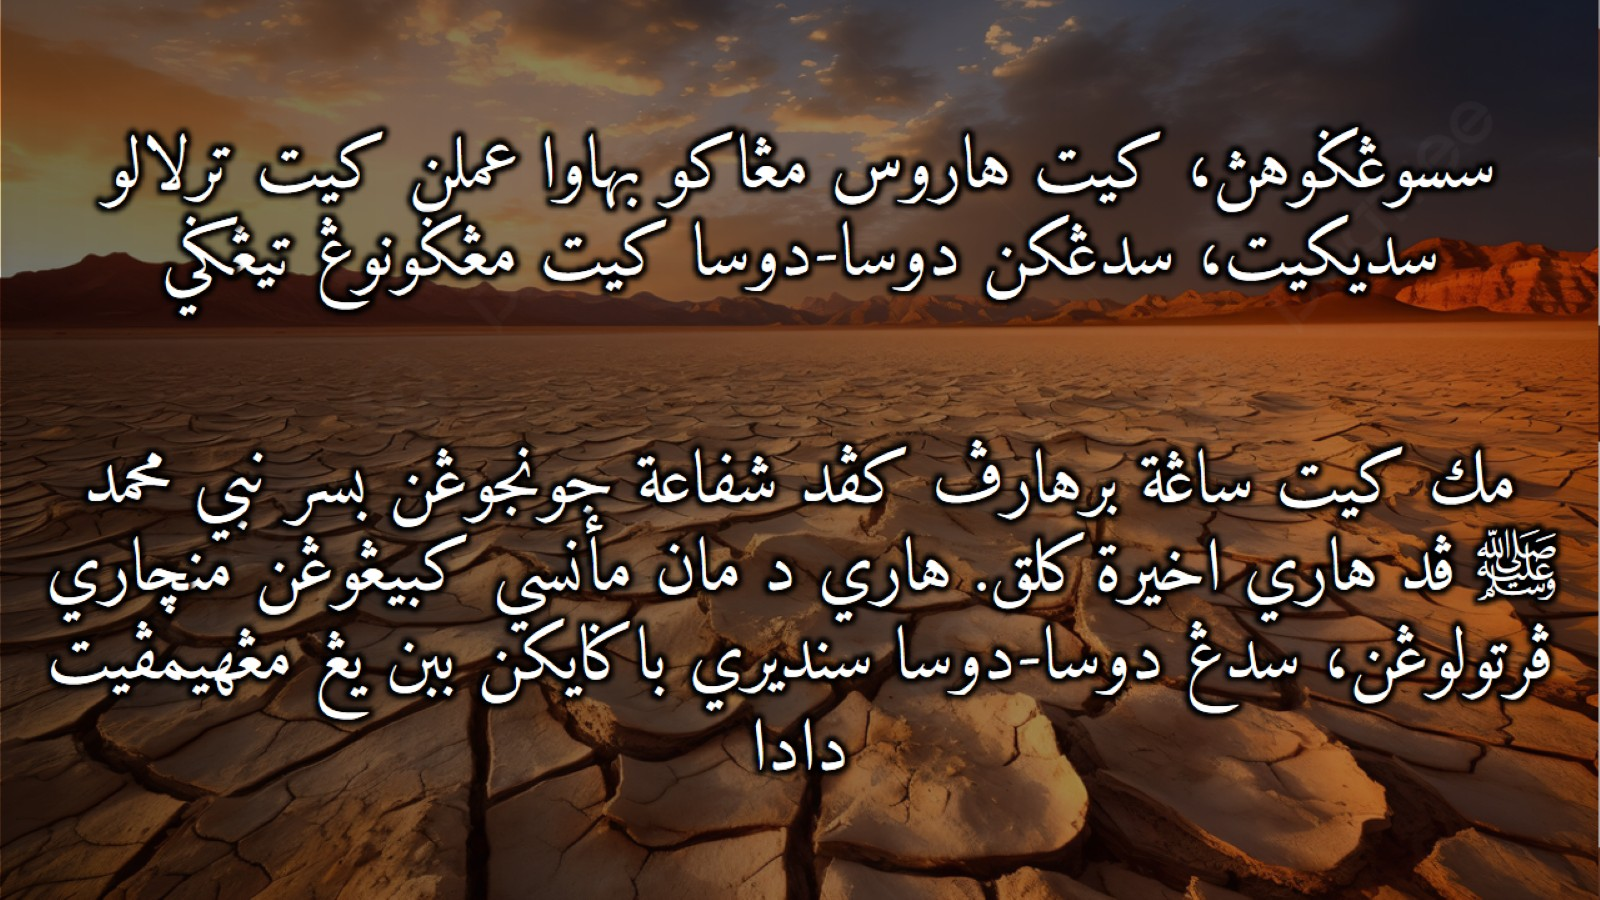 سسوڠݢوهڽ، کيت هاروس مڠاکو بهاوا عملن کيت ترلالو
سديکيت، سدڠکن دوسا-دوسا کيت مڠݢونوڠ تيڠݢي
مك کيت ساڠة برهارڤ کڤد شفاعة جونجوڠن بسر نبي محمد
ﷺ ڤد هاري اخيرة کلق. هاري د مان مأنسي کبيڠوڠن منچاري
ڤرتولوڠن، سدڠ دوسا-دوسا سنديري باݢايکن ببن يڠ مڠهيمڤيت
دادا